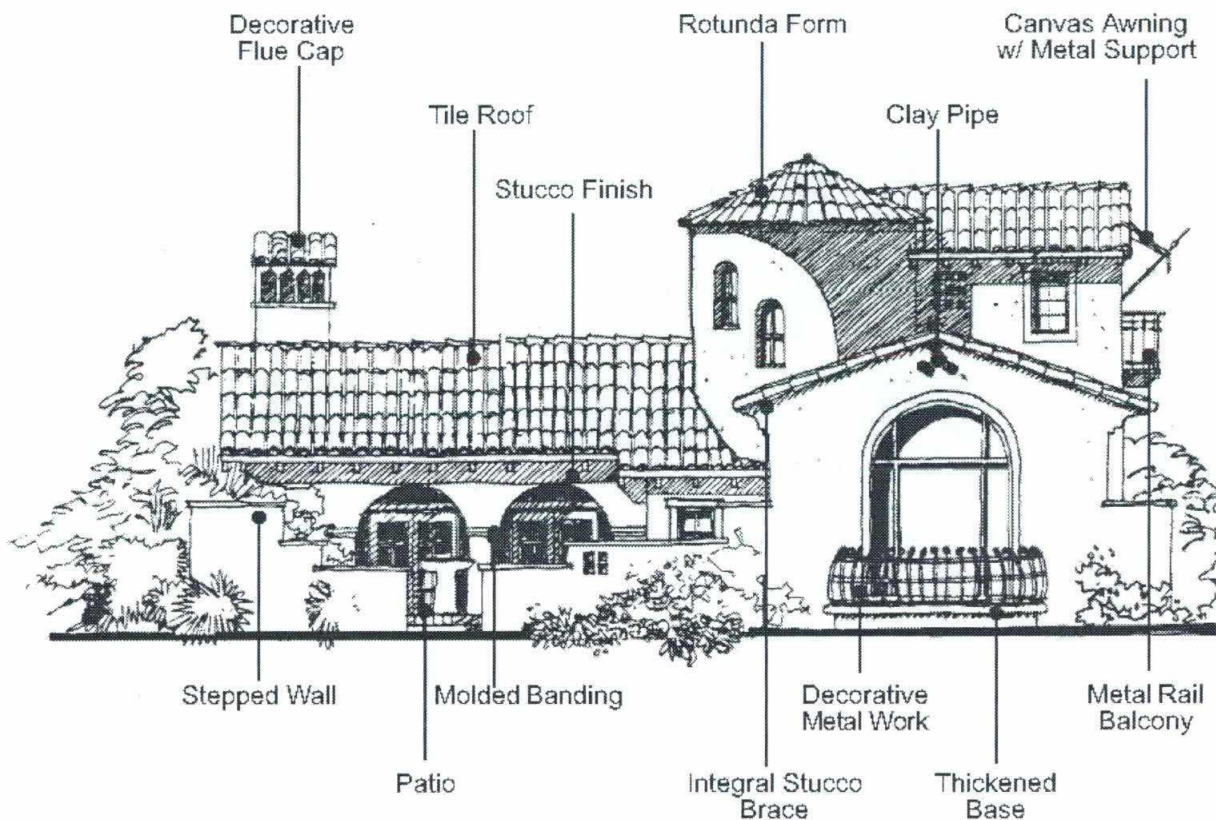 Decorative
Flue Cap
Rotunda Form
Canvas Awning
w/ Metal Support
Tile Roof
Clay Pipe
Stucco Finish
Stepped Wall
Molded Banding
Decorative
Metal Work
Metal Rail
Balcony
Patio
Integral Stucco
Brace
Thickened
Base